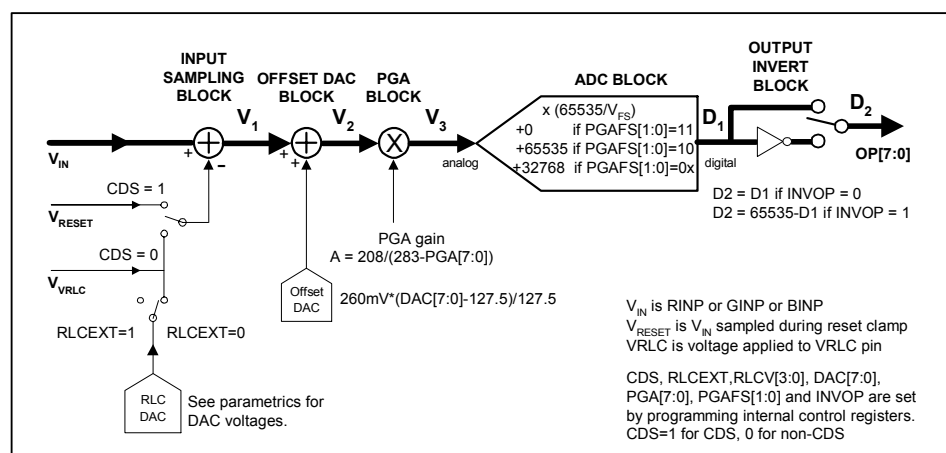 INPUT
SAMPLING
BLOCK
OFFSET DAC
BLOCK
PGA
BLOCK
ADC BLOCK
OUTPUT
INVERT
BLOCK
V1
V2
V3
x (65535/VFS)
+0 if PGAFS[1:0]=11
+65535 if PGAFS[1:0]=10
+32768 if PGAFS[1:0]=0x
D1
D2
VIN
+
-
+
+
+
X
analog
digital
OP[7:0]
CDS = 1
VRESET
CDS = 0
VVRLC
RLCEXT=1
RLCEXT=0
RLC
DAC
See parametrics for
DAC voltages.
PGA gain
A = 208/(283-PGA[7:0])
Offset
DAC
260mV*(DAC[7:0]-127.5)/127.5
D2 = D1 if INVOP = 0
D2 = 65535-D1 if INVOP = 1
VIN is RINP or GINP or BINP
VRESET is VIN sampled during reset clamp
VRLC is voltage applied to VRLC pin
CDS, RLCEXT,RLCV[3:0], DAC[7:0],
PGA[7:0], PGAFS[1:0] and INVOP are set
by programming internal control registers.
CDS=1 for CDS, 0 for non-CDS